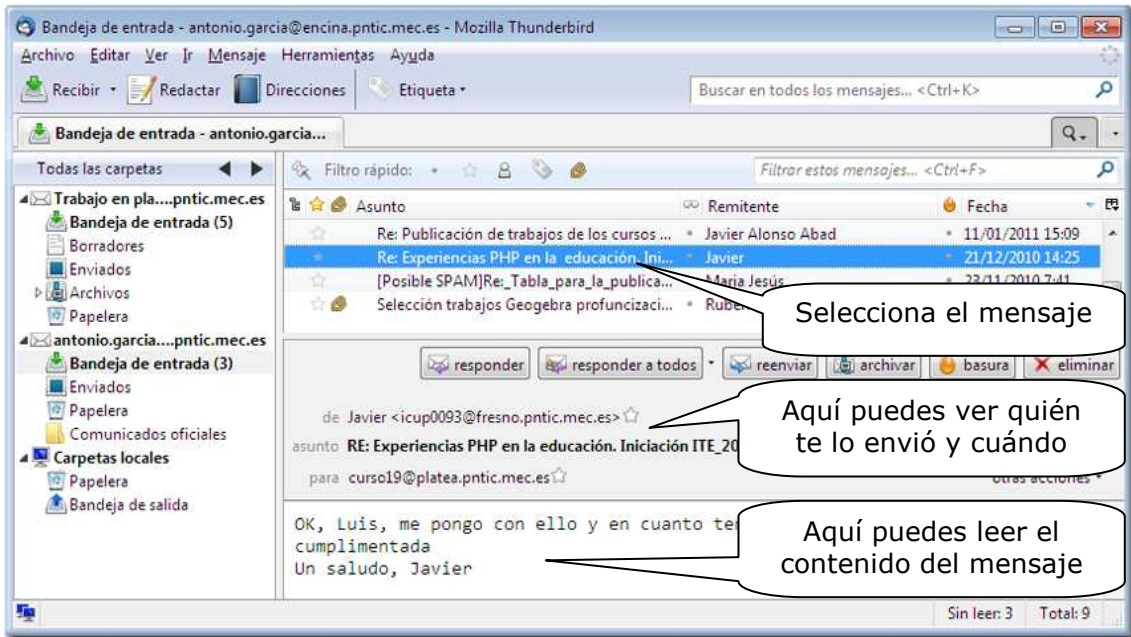 Bandeja de entrada - antonio.garcia@encina.pntic.mec.es - Mozilla Thunderbird
Archivo Editar Ver Ir Mensaje Herramientas Ayuda
Recibir Redactar Direcciones Etiqueta Buscar en todos los mensajes... <Ctrl+K>
Bandeja de entrada - antonio.garcia...
Todas las carpetas Filtro rápido: Filtrar estos mensajes... <Ctrl+F>
Trabajo en pla....pntic.mec.es
Bandeja de entrada (5)
Borradores
Enviados
Archivos
Papelera
antonio.garcia....pntic.mec.es
Bandeja de entrada (3)
Enviados
Papelera
Comunicados oficiales
Carpetas locales
Papelera
Bandeja de salida
Asunto Remitente Fecha
Re: Publicación de trabajos de los cursos ... Javier Alonso Abad 11/01/2011 15:09
Re: Experiencias PHP en la educación. Ini... Javier 21/12/2010 14:25
[Posible SPAM]Re:_Tabla_para_la_publica... Maria Jesús 23/11/2010 7:41
Selección trabajos Geogebra profuncizaci...
Selecciona el mensaje
responder responder a todos reenviar archivar basura eliminar
de Javier <icup0093@fresno.pntic.mec.es>
asunto RE: Experiencias PHP en la educación. Iniciación ITE_20
para curso19@platea.pntic.mec.es
otras acciones
Aquí puedes ver quién
te lo envió y cuándo
OK, Luis, me pongo con ello y en cuanto
cumplimentada
Un saludo, Javier
Aquí puedes leer el
contenido del mensaje
Sin leer: 3 Total: 9